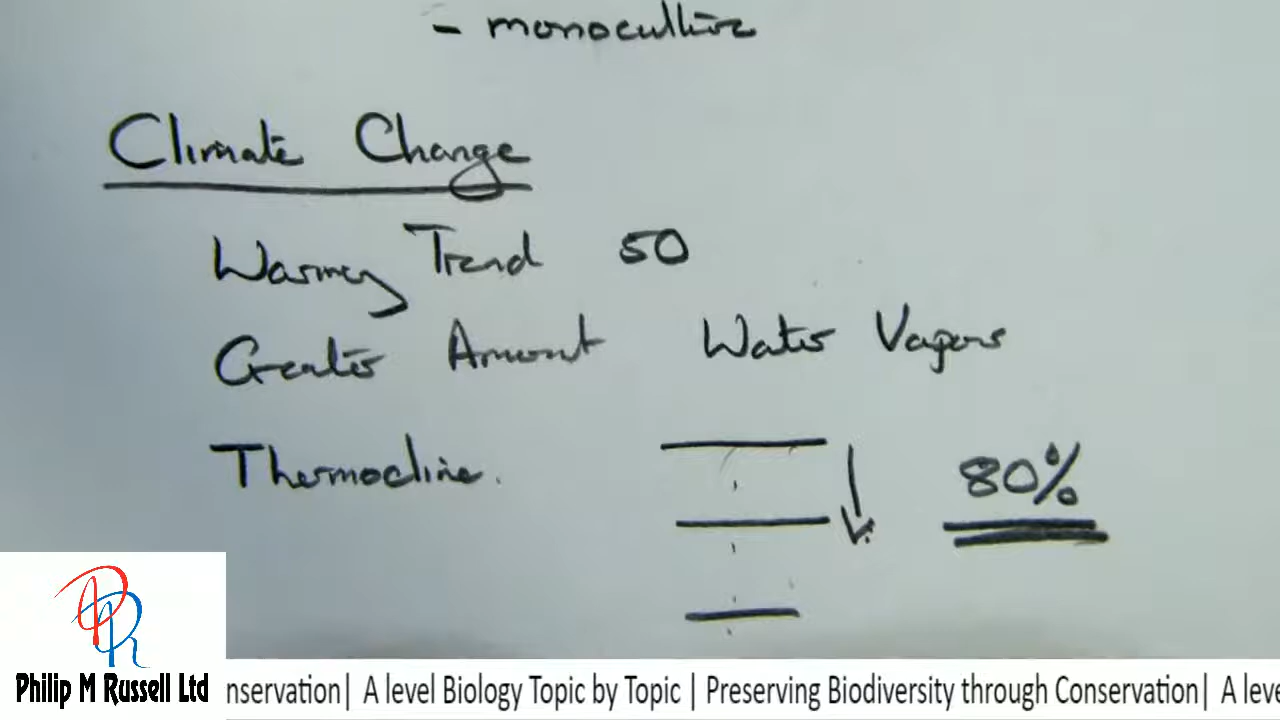 - monoculture
Climate Change
Warming Trend 50
Greater Amount Water Vapour
Thermocline.
80%
Philip M Russell Ltd
nservation| A level Biology Topic by Topic | Preserving Biodiversity through Conservation| A leve